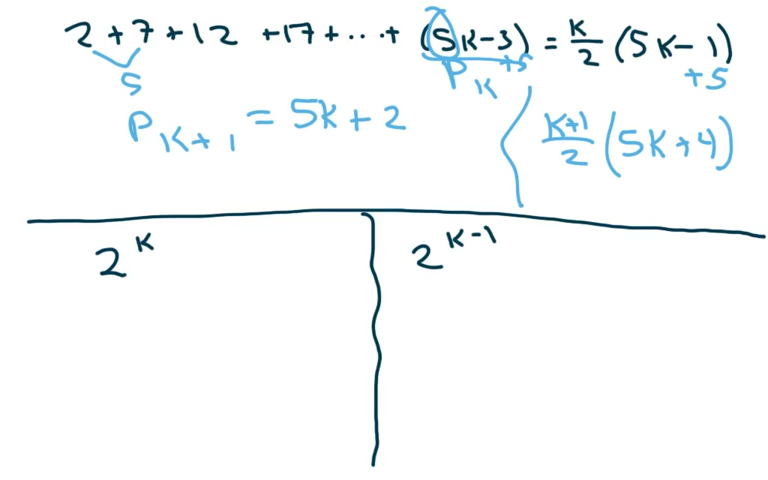 2 + 7 + 12 + 17 + ... + (5k-3) = k/2 (5k-1)
5 P_k +5 +5
P_{k+1} = 5k + 2 (k+1)/2 (5k+4)
2^k 2^{k-1}